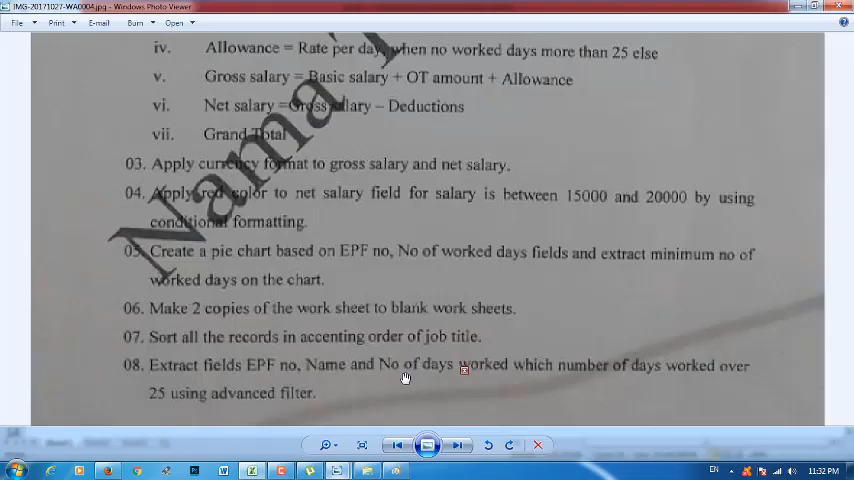 IMG-20171027-WA0004.jpg - Windows Photo Viewer
File Print E-mail Burn Open
iv. Allowance = Rate per day, when no worked days more than 25 else
v. Gross salary = Basic salary + OT amount + Allowance
vi. Net salary =Gross salary – Deductions
vii. Grand Total
03. Apply currency format to gross salary and net salary.
04. Apply red color to net salary field for salary is between 15000 and 20000 by using
conditional formatting.
05. Create a pie chart based on EPF no, No of worked days fields and extract minimum no of
worked days on the chart.
06. Make 2 copies of the work sheet to blank work sheets.
07. Sort all the records in accenting order of job title.
08. Extract fields EPF no, Name and No of days worked which number of days worked over
25 using advanced filter.
Nama
EN 11:32 PM